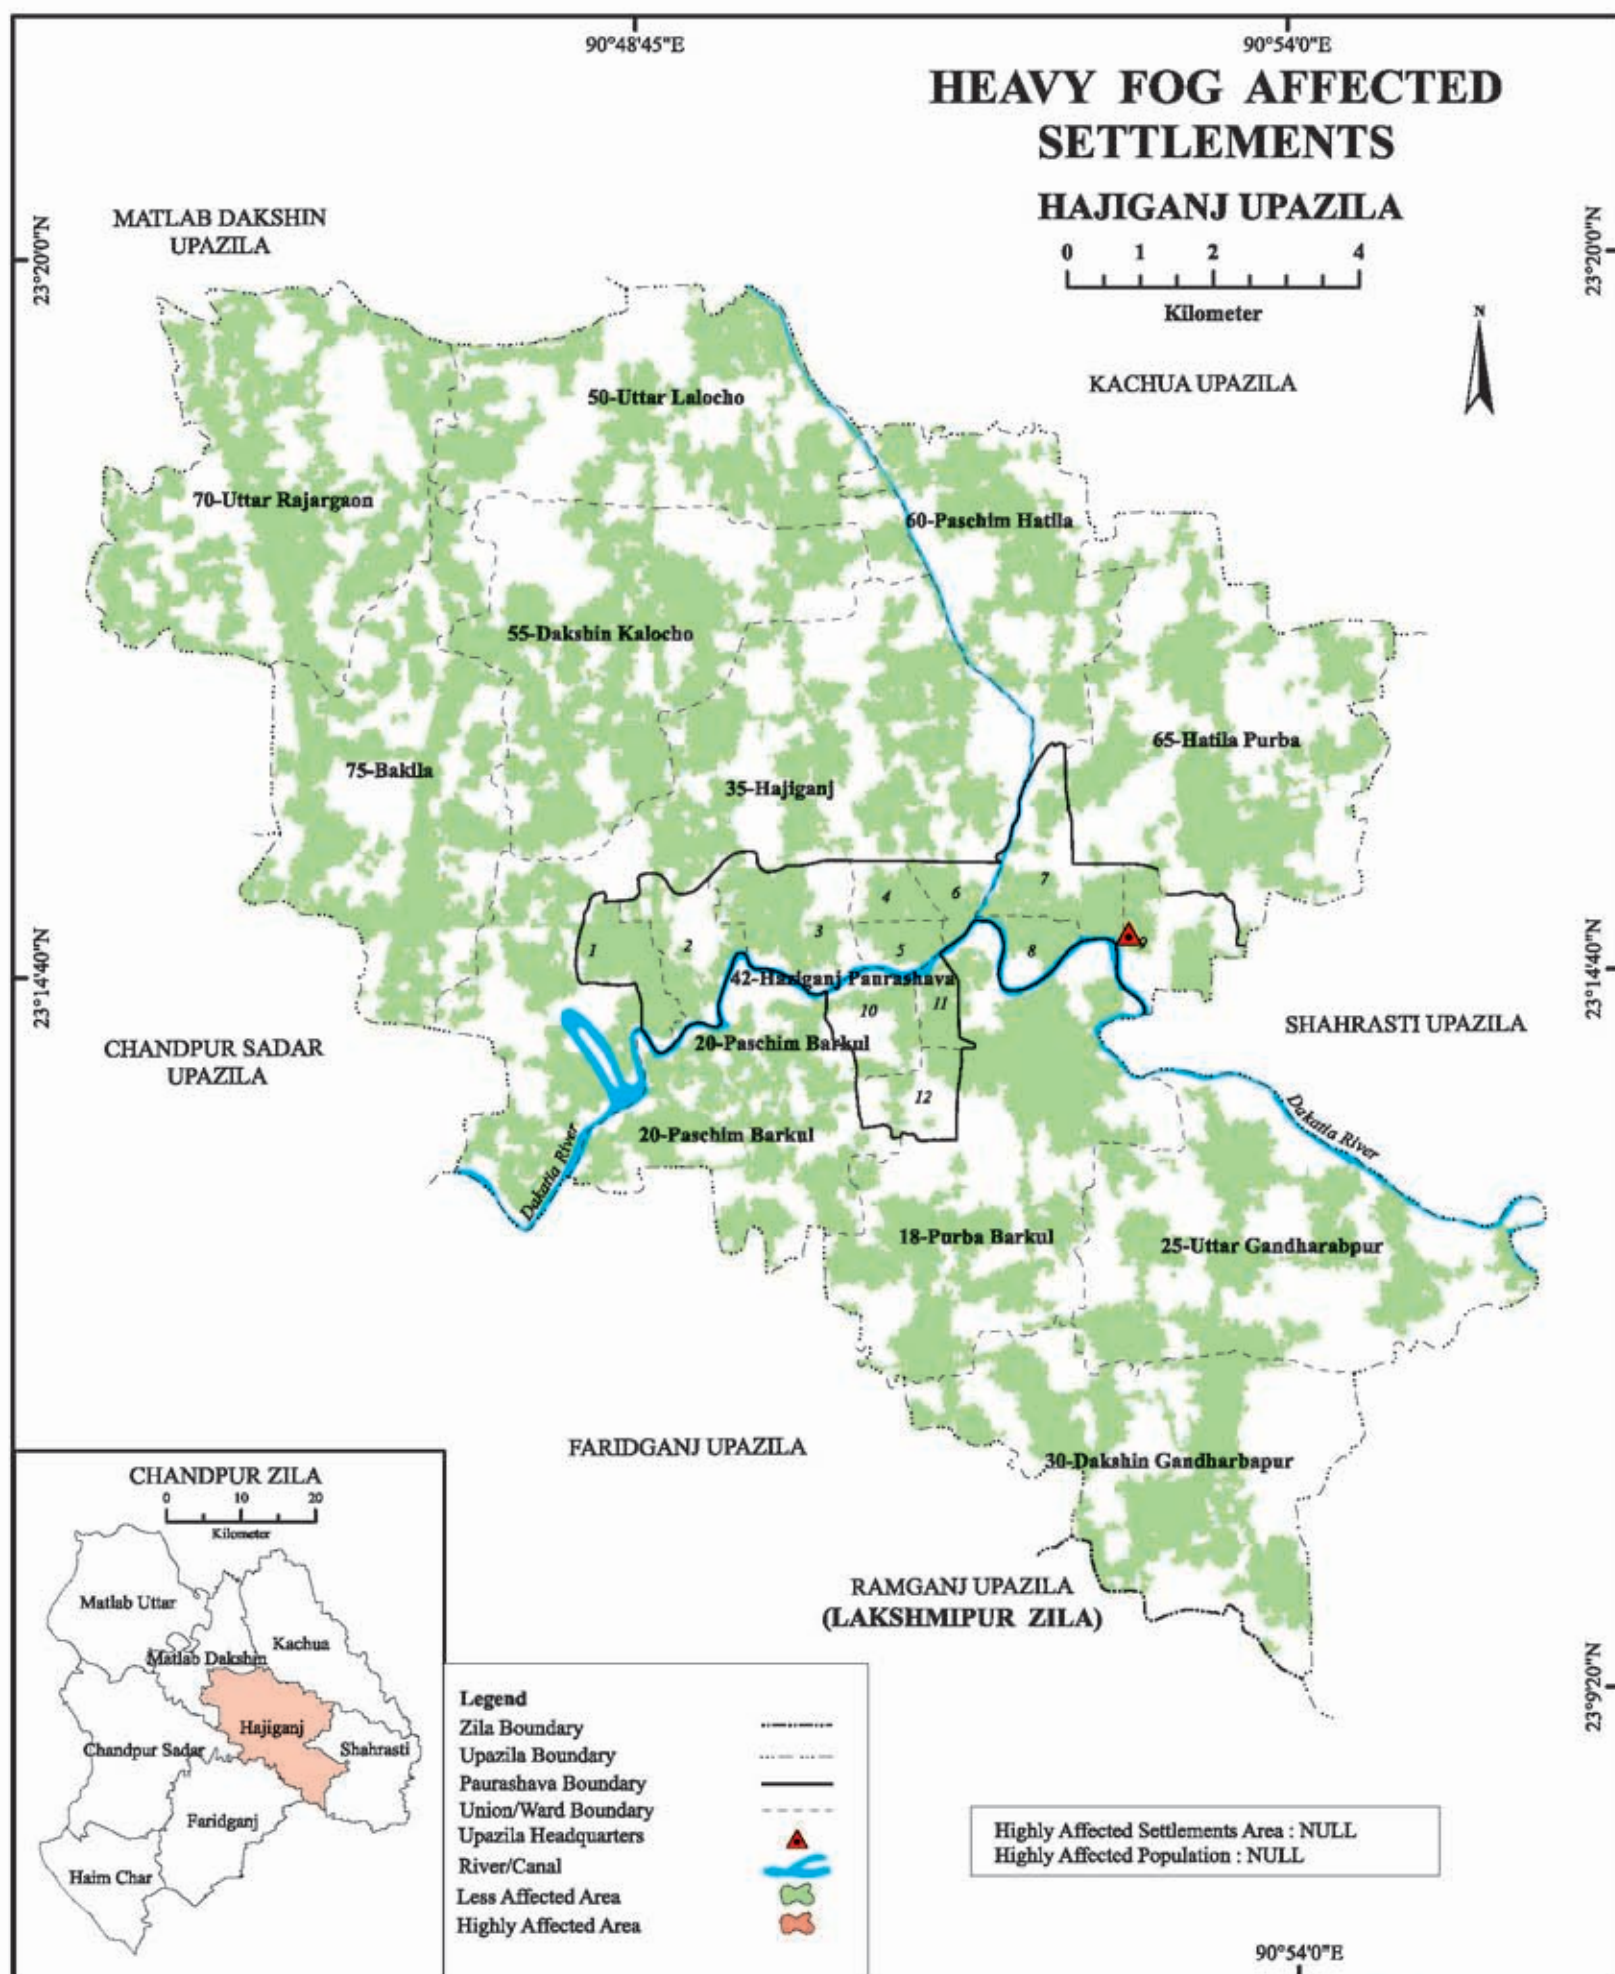 90°48'45"E
90°54'0"E
HEAVY FOG AFFECTED
SETTLEMENTS
HAJIGANJ UPAZILA
0 1 2 4
Kilometer
N
MATLAB DAKSHIN
UPAZILA
23°20'0"N
23°20'0"N
KACHUA UPAZILA
50-Uttar Lalocho
70-Uttar Rajargaon
60-Paschim Hatila
55-Dakshin Kalocho
65-Hatila Purba
75-Bakila
35-Hajiganj
1
2
3
4
5
6
7
8
9
23°14'40"N
23°14'40"N
42-Haziganj Paurashava
10
11
12
CHANDPUR SADAR
UPAZILA
SHAHRASTI UPAZILA
20-Paschim Barkul
20-Paschim Barkul
Dakatia River
Dakatia River
18-Purba Barkul
25-Uttar Gandharabpur
FARIDGANJ UPAZILA
30-Dakshin Gandharbapur
RAMGANJ UPAZILA
(LAKSHMIPUR ZILA)
23°9'20"N
CHANDPUR ZILA
0 10 20
Kilometer
Matlab Uttar
Kachua
Matlab Dakshin
Hajiganj
Chandpur Sadar
Shahrasti
Faridganj
Haim Char
Legend
Zila Boundary
Upazila Boundary
Paurashava Boundary
Union/Ward Boundary
Upazila Headquarters
River/Canal
Less Affected Area
Highly Affected Area
Highly Affected Settlements Area : NULL
Highly Affected Population : NULL
90°54'0"E